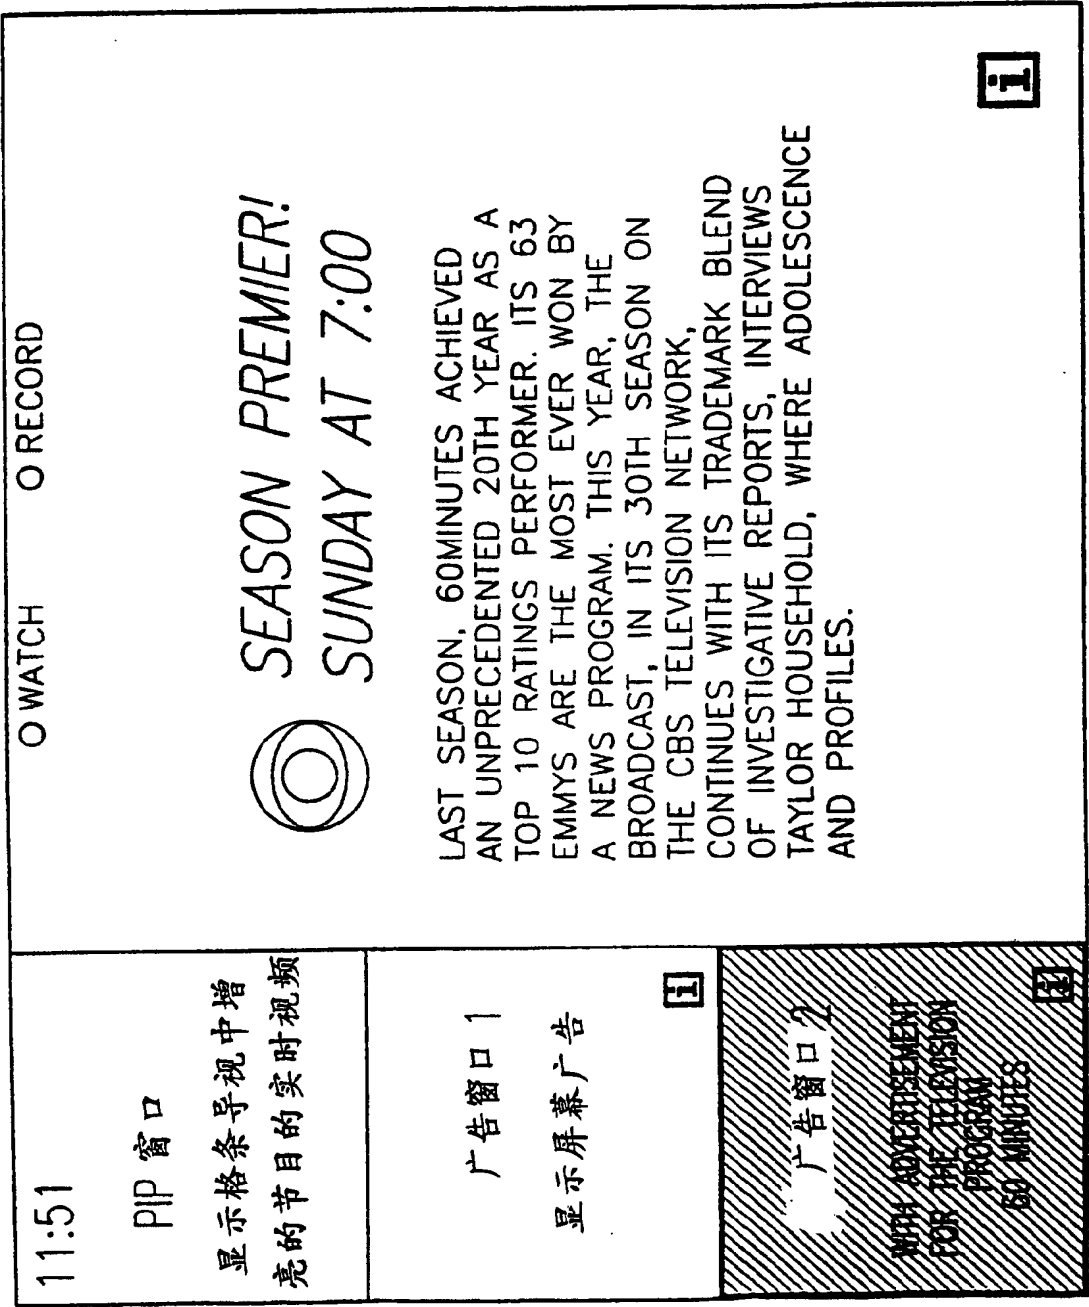 11:51
PIP 窗口
显示格条导视中增
亮的节目的实时视频
广告窗口 1
显示屏幕广告
i
广告窗口 2
WITH ADVERTISEMENT
FOR THE TELEVISION
PROGRAM
60 MINUTES
i
O WATCH O RECORD
SEASON PREMIER!
SUNDAY AT 7:00
LAST SEASON, 60MINUTES ACHIEVED
AN UNPRECEDENTED 20TH YEAR AS A
TOP 10 RATINGS PERFORMER. ITS 63
EMMYS ARE THE MOST EVER WON BY
A NEWS PROGRAM. THIS YEAR, THE
BROADCAST, IN ITS 30TH SEASON ON
THE CBS TELEVISION NETWORK,
CONTINUES WITH ITS TRADEMARK BLEND
OF INVESTIGATIVE REPORTS, INTERVIEWS
TAYLOR HOUSEHOLD, WHERE ADOLESCENCE
AND PROFILES.
i